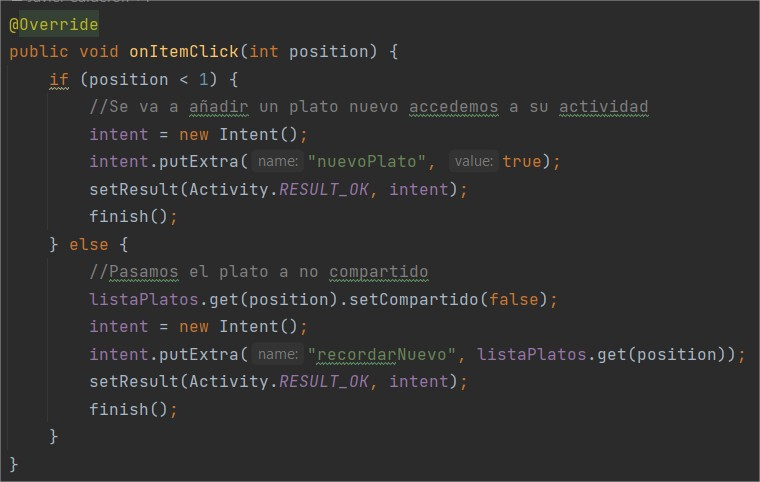 @Override
public void onItemClick(int position) {
if (position < 1) {
//Se va a añadir un plato nuevo accedemos a su actividad
intent = new Intent();
intent.putExtra( name: "nuevoPlato", value: true);
setResult(Activity.RESULT_OK, intent);
finish();
} else {
//Pasamos el plato a no compartido
listaPlatos.get(position).setCompartido(false);
intent = new Intent();
intent.putExtra( name: "recordarNuevo", listaPlatos.get(position));
setResult(Activity.RESULT_OK, intent);
finish();
}
}